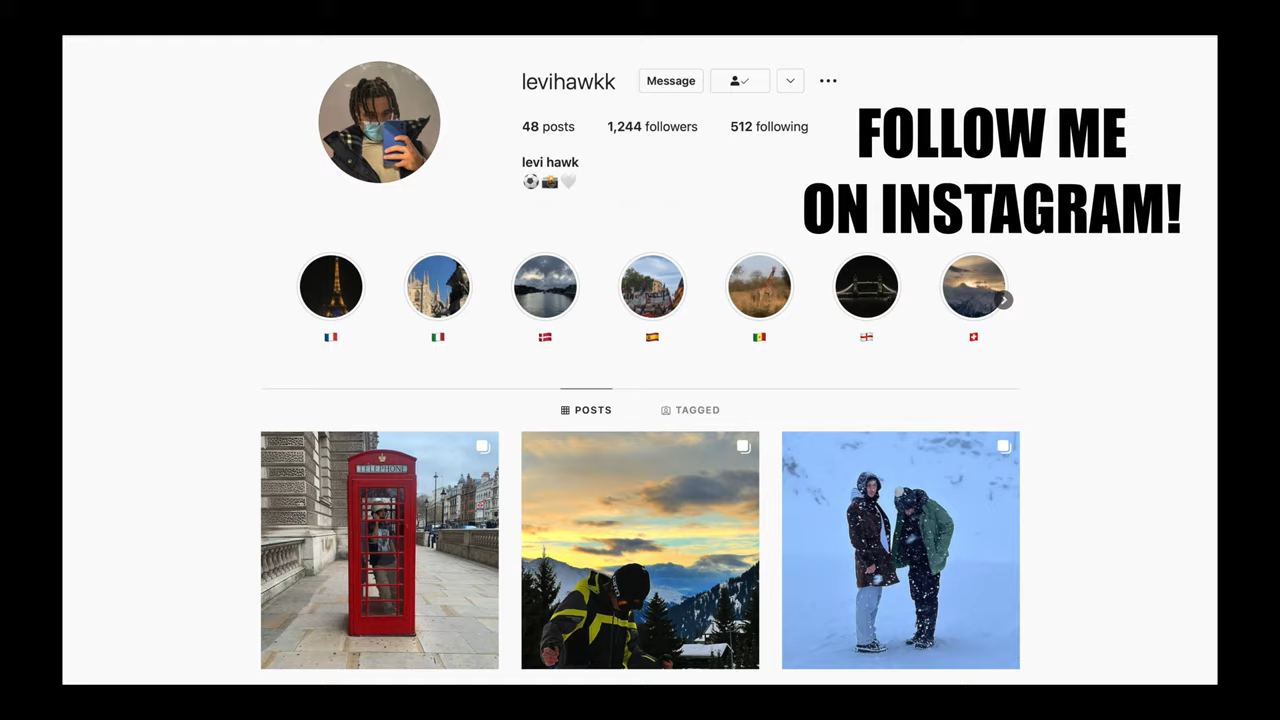 levihawkk
Message
48 posts
1,244 followers
512 following
FOLLOW ME
ON INSTAGRAM!
levi hawk
POSTS
TAGGED
TELEPHONE